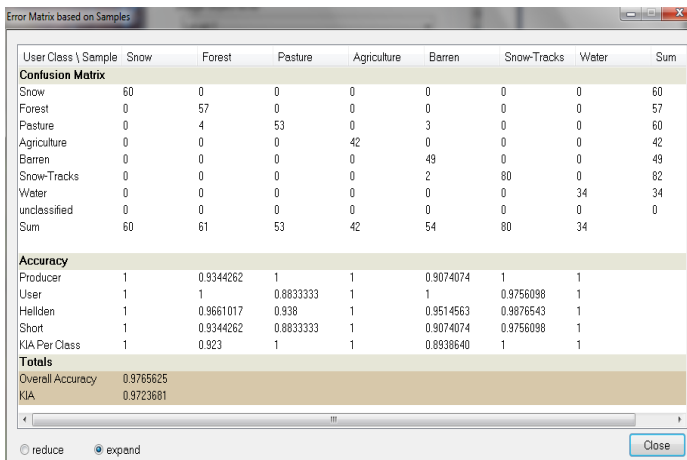 Error Matrix based on Samples
User Class \ Sample Snow Forest Pasture Agriculture Barren Snow-Tracks Water Sum
Confusion Matrix
Snow 60 0 0 0 0 0 0 60
Forest 0 57 0 0 0 0 0 57
Pasture 0 4 53 0 3 0 0 60
Agriculture 0 0 0 42 0 0 0 42
Barren 0 0 0 0 49 0 0 49
Snow-Tracks 0 0 0 0 2 80 0 82
Water 0 0 0 0 0 0 34 34
unclassified 0 0 0 0 0 0 0 0
Sum 60 61 53 42 54 80 34
Accuracy
Producer 1 0.9344262 1 1 0.9074074 1 1
User 1 1 0.8833333 1 1 0.9756098 1
Hellden 1 0.9661017 0.938 1 0.9514563 0.9876543 1
Short 1 0.9344262 0.8833333 1 0.9074074 0.9756098 1
KIA Per Class 1 0.923 1 1 0.8938640 1 1
Totals
Overall Accuracy 0.9765625
KIA 0.9723681
reduce expand Close